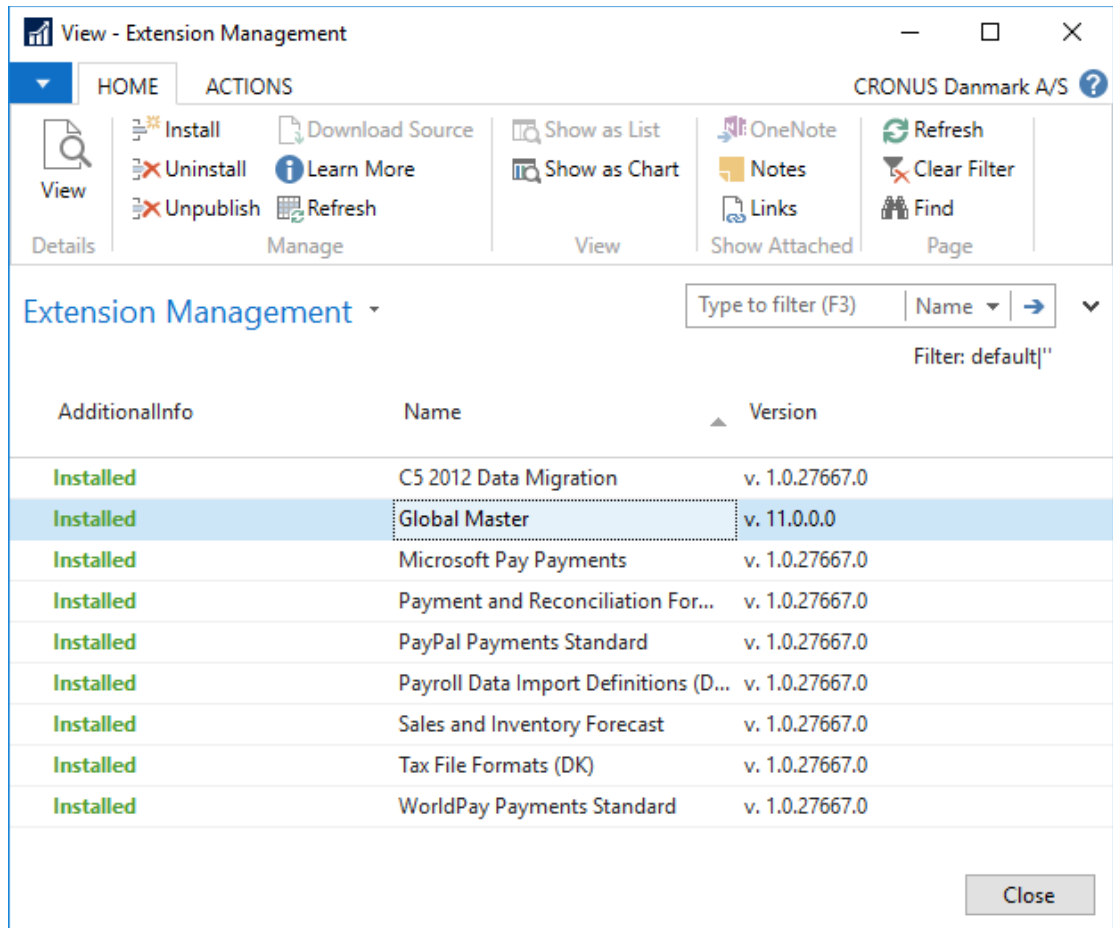 View - Extension Management
HOME ACTIONS CRONUS Danmark A/S ?
Install Download Source Show as List OneNote Refresh
View Uninstall Learn More Show as Chart Notes Clear Filter
Unpublish Refresh Links Find
Details Manage View Show Attached Page
Extension Management Type to filter (F3) Name
Filter: default|''
AdditionalInfo Name Version
Installed C5 2012 Data Migration v. 1.0.27667.0
Installed Global Master v. 11.0.0.0
Installed Microsoft Pay Payments v. 1.0.27667.0
Installed Payment and Reconciliation For... v. 1.0.27667.0
Installed PayPal Payments Standard v. 1.0.27667.0
Installed Payroll Data Import Definitions (D... v. 1.0.27667.0
Installed Sales and Inventory Forecast v. 1.0.27667.0
Installed Tax File Formats (DK) v. 1.0.27667.0
Installed WorldPay Payments Standard v. 1.0.27667.0
Close